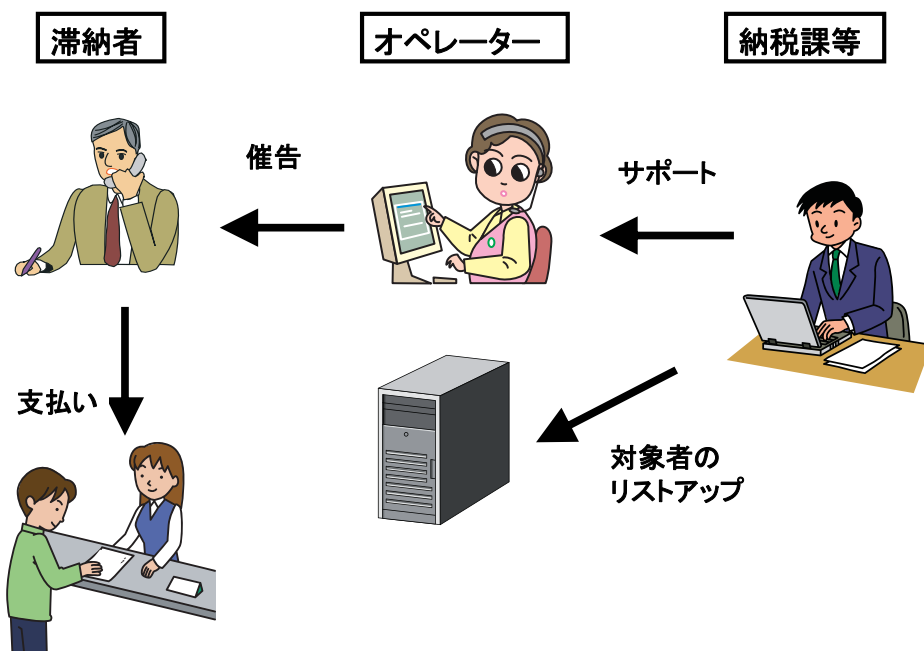 滞納者
オペレーター
納税課等
催告
サポート
支払い
対象者の
リストアップ